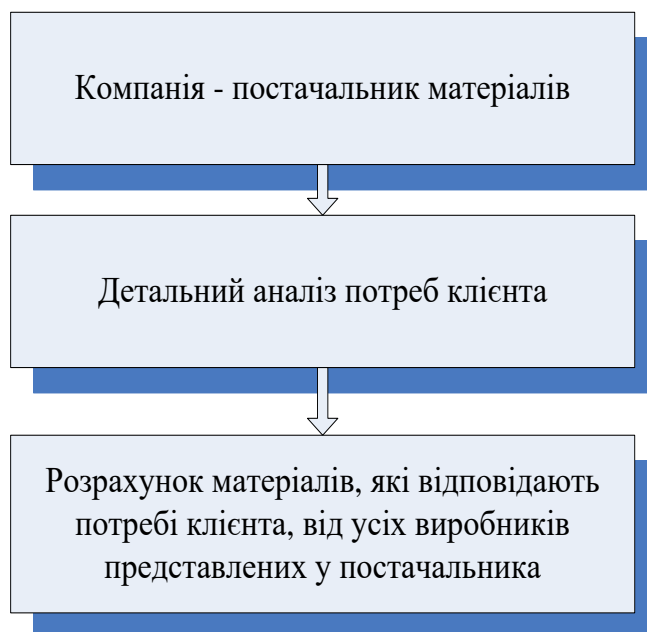 Компанія - постачальник матеріалів
Детальний аналіз потреб клієнта
Розрахунок матеріалів, які відповідають
потребі клієнта, від усіх виробників
представлених у постачальника